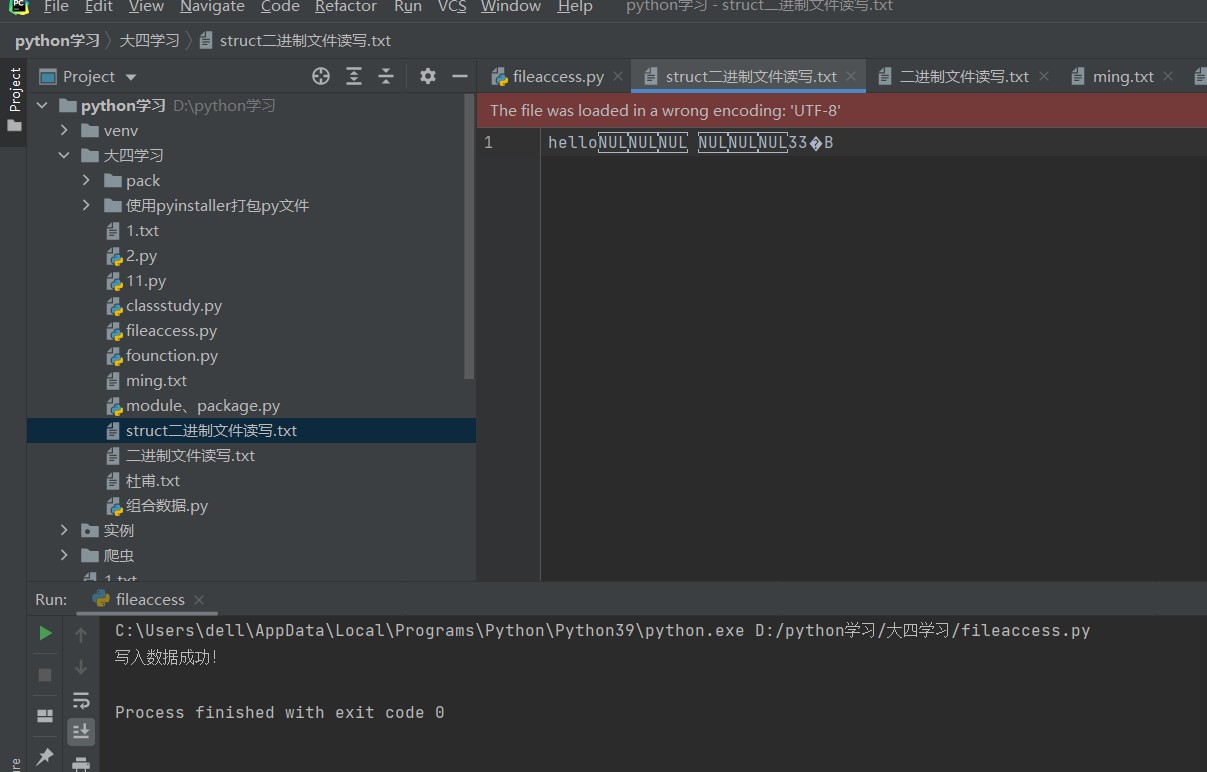 PC File Edit View Navigate Code Refactor Run VCS Window Help python学习 - struct二进制文件读写.txt
python学习 大四学习 struct二进制文件读写.txt
Project
Project
fileaccess.py struct二进制文件读写.txt 二进制文件读写.txt ming.txt
The file was loaded in a wrong encoding: 'UTF-8'
1 helloNULNULNUL NULNULNUL33�B
python学习 D:\python学习
venv
大四学习
pack
使用pyinstaller打包py文件
1.txt
2.py
11.py
classstudy.py
fileaccess.py
founction.py
ming.txt
module、package.py
struct二进制文件读写.txt
二进制文件读写.txt
杜甫.txt
组合数据.py
实例
爬虫
1.txt
Run: fileaccess
C:\Users\dell\AppData\Local\Programs\Python\Python39\python.exe D:/python学习/大四学习/fileaccess.py
写入数据成功!
Process finished with exit code 0